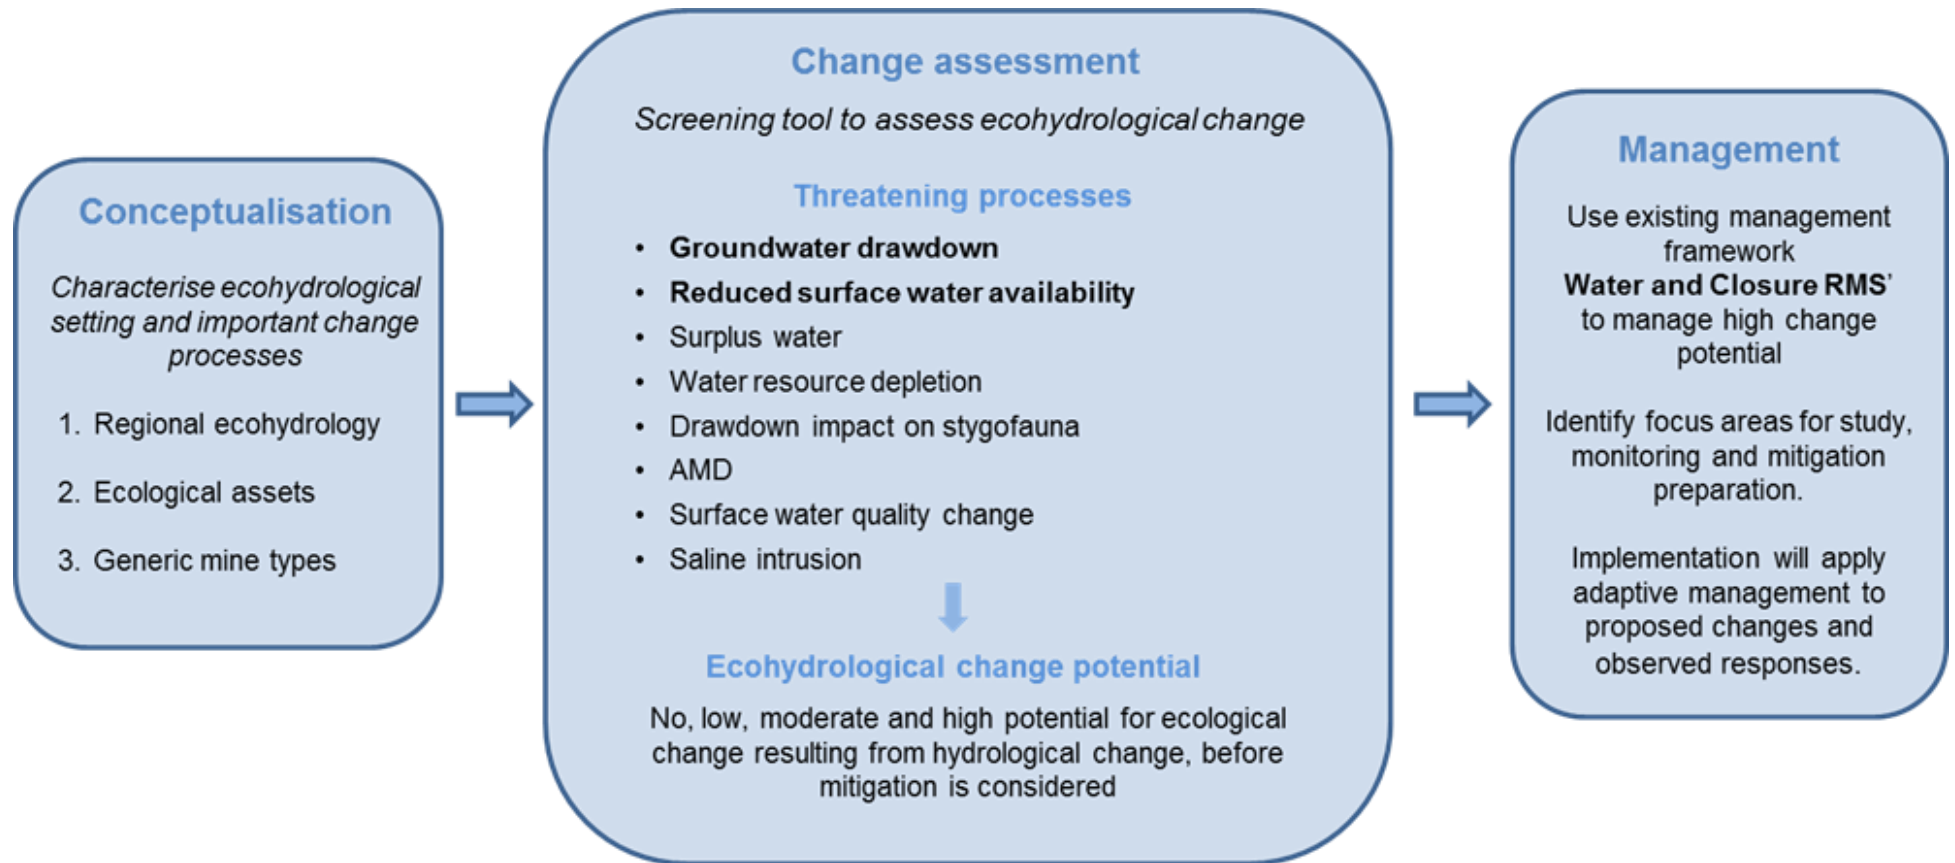 Conceptualisation
Characterise ecohydrological
setting and important change
processes
1. Regional ecohydrology
2. Ecological assets
3. Generic mine types
Change assessment
Screening tool to assess ecohydrological change
Threatening processes
• Groundwater drawdown
• Reduced surface water availability
• Surplus water
• Water resource depletion
• Drawdown impact on stygofauna
• AMD
• Surface water quality change
• Saline intrusion
Ecohydrological change potential
No, low, moderate and high potential for ecological
change resulting from hydrological change, before
mitigation is considered
Management
Use existing management
framework
Water and Closure RMS’
to manage high change
potential
Identify focus areas for study,
monitoring and mitigation
preparation.
Implementation will apply
adaptive management to
proposed changes and
observed responses.